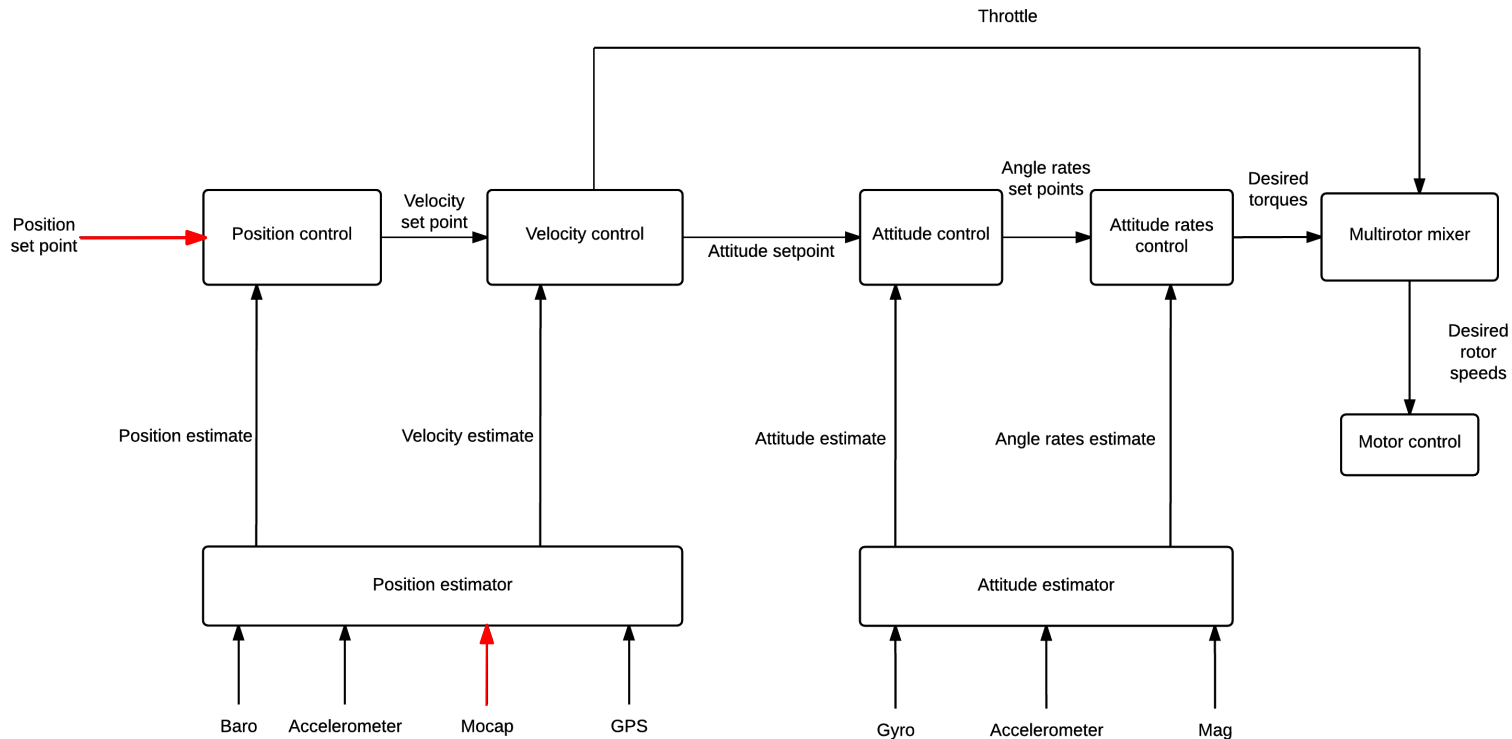 Throttle
Position
set point
Position control
Velocity
set point
Velocity control
Attitude setpoint
Attitude control
Angle rates
set points
Attitude rates
control
Desired
torques
Multirotor mixer
Desired
rotor
speeds
Motor control
Position estimate
Velocity estimate
Attitude estimate
Angle rates estimate
Position estimator
Attitude estimator
Baro
Accelerometer
Mocap
GPS
Gyro
Accelerometer
Mag